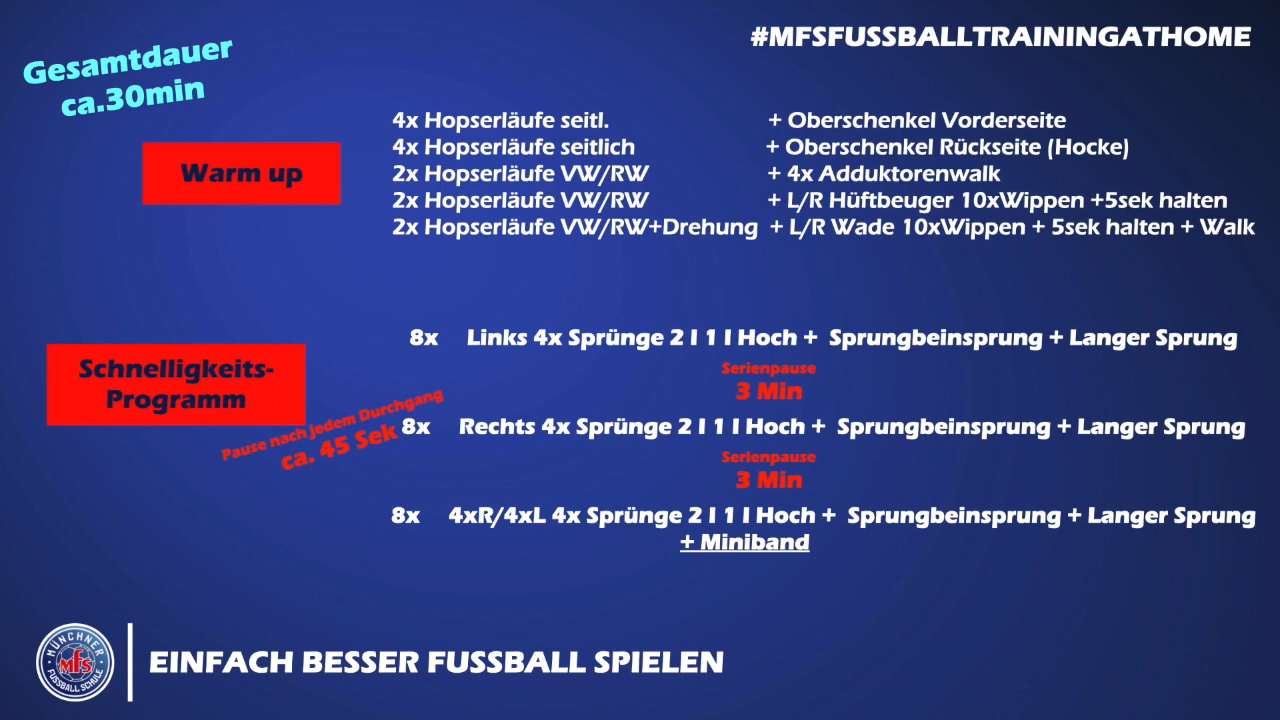 Gesamtdauer
ca.30min
#MFSFUSSBALLTRAININGATHOME
Warm up
4x Hopserläufe seitl. + Oberschenkel Vorderseite
4x Hopserläufe seitlich + Oberschenkel Rückseite (Hocke)
2x Hopserläufe VW/RW + 4x Adduktorenwalk
2x Hopserläufe VW/RW + L/R Hüftbeuger 10xWippen +5sek halten
2x Hopserläufe VW/RW+Drehung + L/R Wade 10xWippen + 5sek halten + Walk
Schnelligkeits-
Programm
Pause nach jedem Durchgang
ca. 45 Sek
8x Links 4x Sprünge 2 I 1 I Hoch + Sprungbeinsprung + Langer Sprung
Serienpause
3 Min
8x Rechts 4x Sprünge 2 I 1 I Hoch + Sprungbeinsprung + Langer Sprung
Serienpause
3 Min
8x 4xR/4xL 4x Sprünge 2 I 1 I Hoch + Sprungbeinsprung + Langer Sprung
+ Miniband
MÜNCHNER
MFS
FUSSBALL SCHULE
EINFACH BESSER FUSSBALL SPIELEN